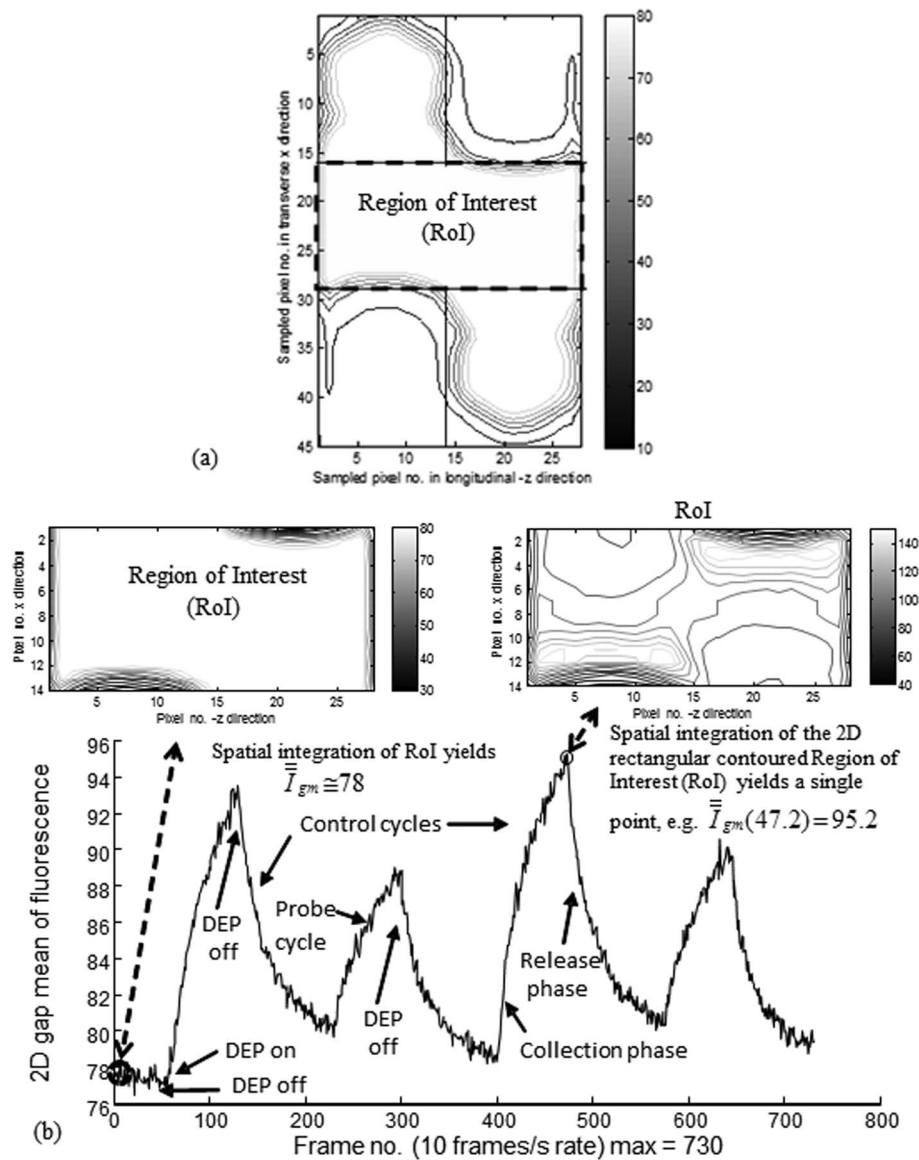 (a)
5
10
15
20
25
30
35
40
45
Sampled pixel no. in transverse x direction
Region of Interest
(RoI)
5 10 15 20 25
Sampled pixel no. in longitudinal -z direction
80
70
60
50
40
30
20
10
2
4
6
8
10
12
14
Pixel no. x direction
Region of Interest
(RoI)
5 10 15 20 25
Pixel no. -z direction
80
70
60
50
40
30
RoI
2
4
6
8
10
12
14
Pixel no. x direction
5 10 15 20 25
Pixel no. -z direction
140
120
100
80
60
40
96
94
92
90
88
86
84
82
80
78
76
2D gap mean of fluorescence
Spatial integration of RoI yields
I̿gm ≅ 78
Control cycles
Spatial integration of the 2D
rectangular contoured Region of
Interest (RoI) yields a single
point, e.g. I̿gm(47.2) = 95.2
DEP
off
Probe
cycle
DEP
off
Release
phase
Collection phase
DEP on
DEP off
0 100 200 300 400 500 600 700 800
(b)
Frame no. (10 frames/s rate) max = 730